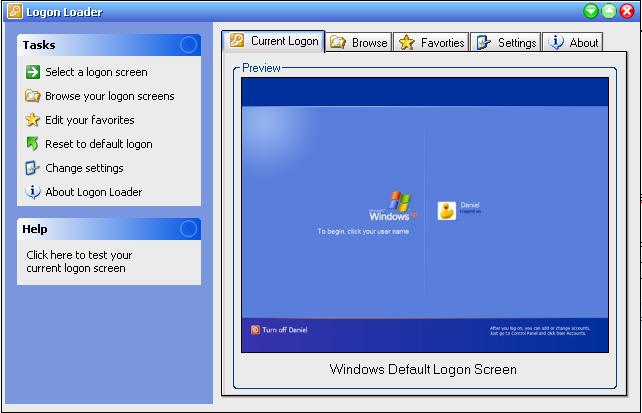 Logon Loader
Tasks
Select a logon screen
Browse your logon screens
Edit your favorites
Reset to default logon
Change settings
About Logon Loader
Help
Click here to test your
current logon screen
Current Logon
Browse
Favorties
Settings
About
Preview
Microsoft
Windows xp
To begin, click your user name
Daniel
Logged on
Turn off Daniel
After you log on, you can add or change accounts.
Just go to Control Panel and click User Accounts.
Windows Default Logon Screen